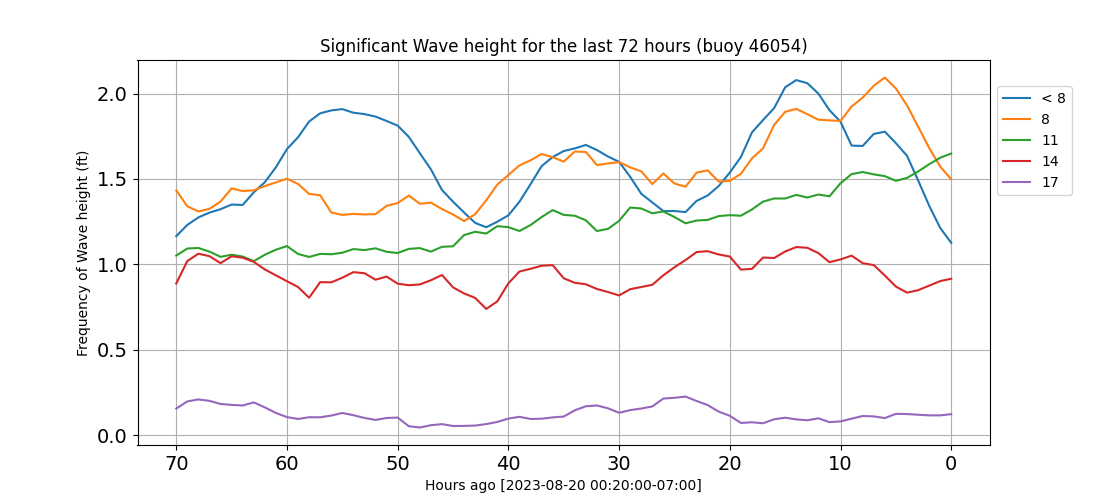 Significant Wave height for the last 72 hours (buoy 46054)
Frequency of Wave height (ft)
2.0
1.5
1.0
0.5
0.0
70 60 50 40 30 20 10 0
Hours ago [2023-08-20 00:20:00-07:00]
< 8
8
11
14
17